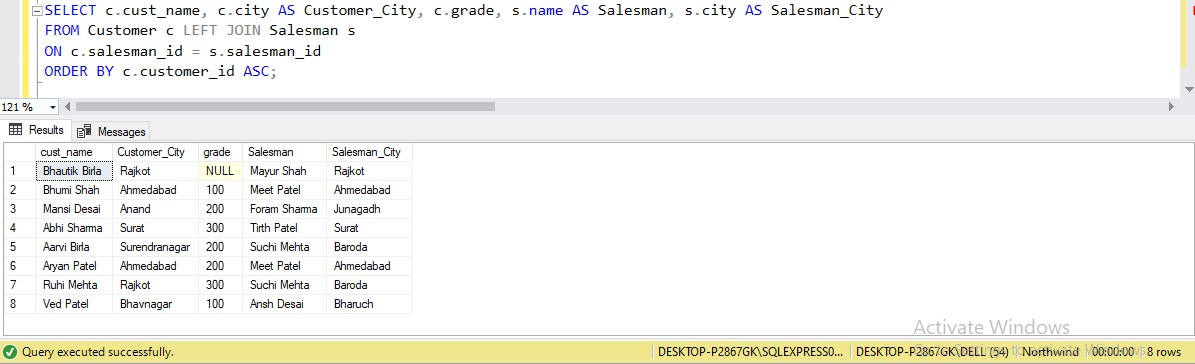 SELECT c.cust_name, c.city AS Customer_City, c.grade, s.name AS Salesman, s.city AS Salesman_City
FROM Customer c LEFT JOIN Salesman s
ON c.salesman_id = s.salesman_id
ORDER BY c.customer_id ASC;
121 %
Results Messages
cust_name Customer_City grade Salesman Salesman_City
1 Bhautik Birla Rajkot NULL Mayur Shah Rajkot
2 Bhumi Shah Ahmedabad 100 Meet Patel Ahmedabad
3 Mansi Desai Anand 200 Foram Sharma Junagadh
4 Abhi Sharma Surat 300 Tirth Patel Surat
5 Aarvi Birla Surendranagar 200 Suchi Mehta Baroda
6 Aryan Patel Ahmedabad 200 Meet Patel Ahmedabad
7 Ruhi Mehta Rajkot 300 Suchi Mehta Baroda
8 Ved Patel Bhavnagar 100 Ansh Desai Bharuch
Activate Windows
Query executed successfully. DESKTOP-P2867GK\SQLEXPRESS0... DESKTOP-P2867GK\DELL (54) Northwind 00:00:00 8 rows